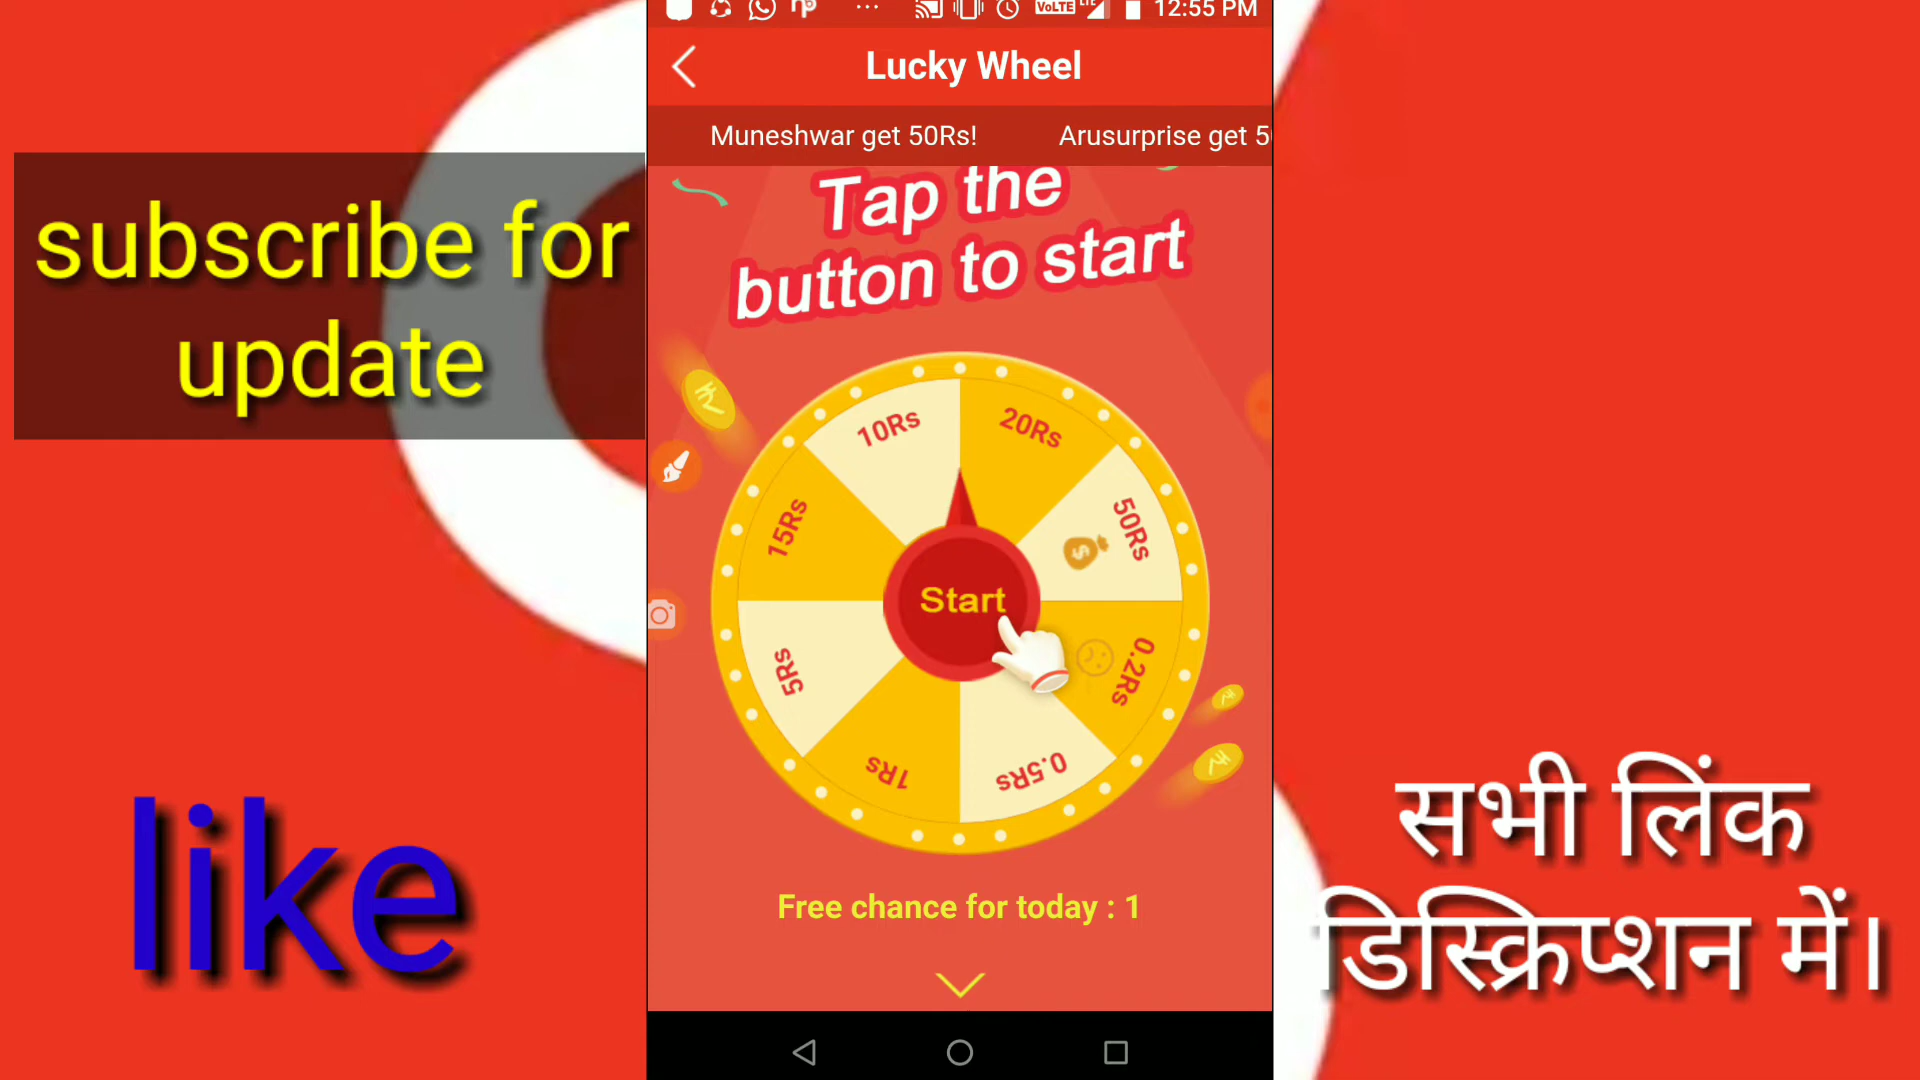 12:55 PM
VoLTE LTE
Lucky Wheel
Muneshwar get 50Rs!
Arusurprise get 5
Tap the
button to start
subscribe for
update
10Rs
20Rs
15Rs
50Rs
Start
5Rs
0.2Rs
1Rs
0.5Rs
Free chance for today : 1
like
सभी लिंक
डिस्क्रिप्शन में।